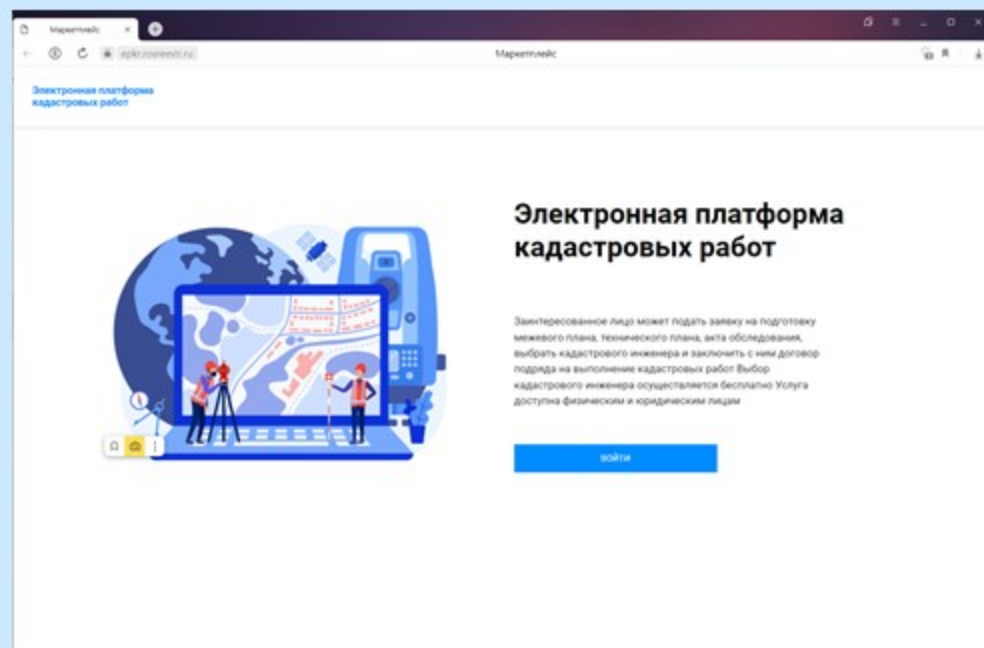 Маркетплейс
epkr.rosreestr.ru
Маркетплейс
Электронная платформа
кадастровых работ
Электронная платформа
кадастровых работ
Заинтересованное лицо может подать заявку на подготовку
межевого плана, технического плана, акта обследования,
выбрать кадастрового инженера и заключить с ним договор
подряда на выполнение кадастровых работ Выбор
кадастрового инженера осуществляется бесплатно Услуга
доступна физическим и юридическим лицам
ВОЙТИ